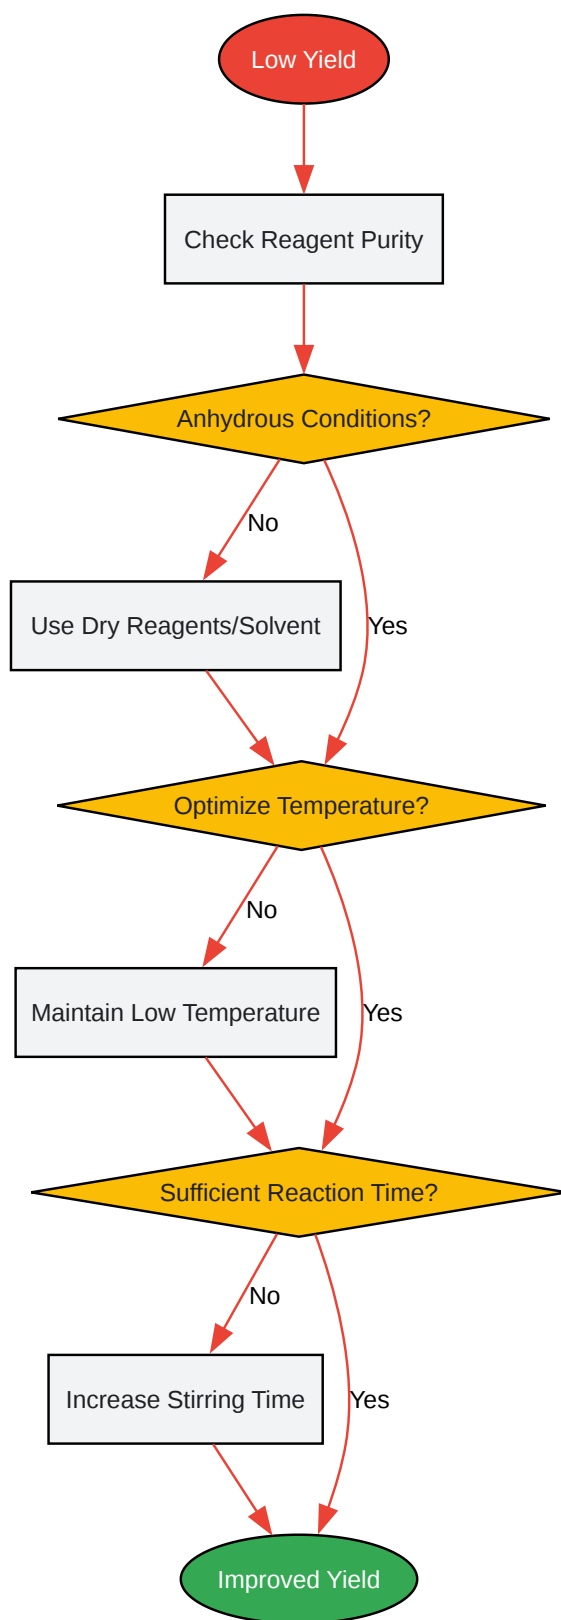 Low Yield
Check Reagent Purity
Anhydrous Conditions?
No
Use Dry Reagents/Solvent
Yes
Optimize Temperature?
No
Maintain Low Temperature
Yes
Sufficient Reaction Time?
No
Increase Stirring Time
Yes
Improved Yield